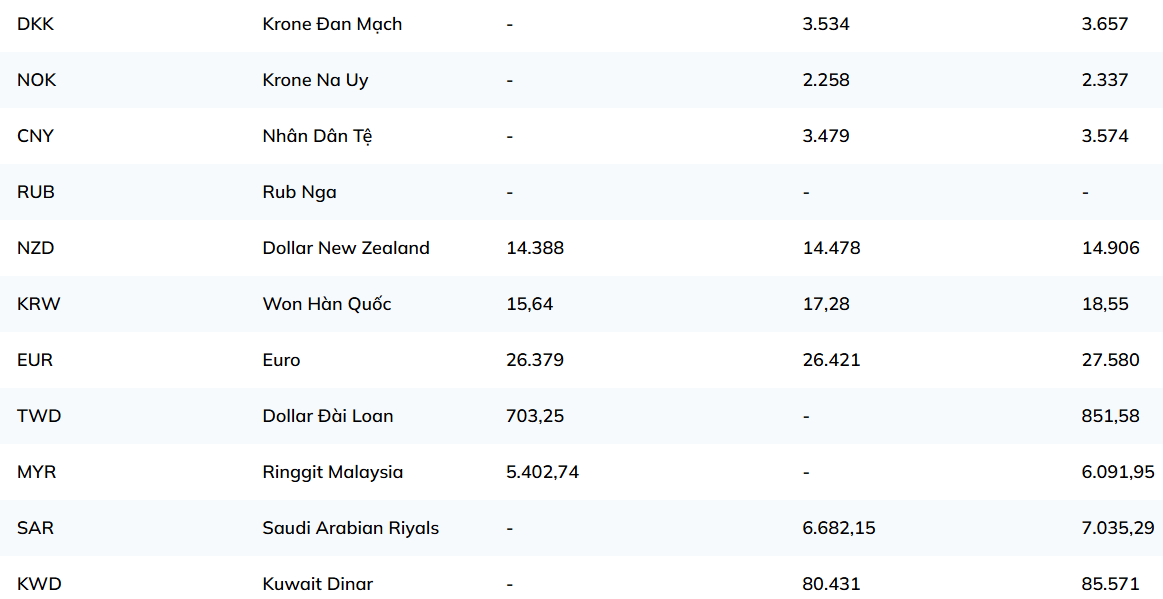 DKK Krone Đan Mạch - 3.534 3.657
NOK Krone Na Uy - 2.258 2.337
CNY Nhân Dân Tệ - 3.479 3.574
RUB Rub Nga - - -
NZD Dollar New Zealand 14.388 14.478 14.906
KRW Won Hàn Quốc 15,64 17,28 18,55
EUR Euro 26.379 26.421 27.580
TWD Dollar Đài Loan 703,25 - 851,58
MYR Ringgit Malaysia 5.402,74 - 6.091,95
SAR Saudi Arabian Riyals - 6.682,15 7.035,29
KWD Kuwait Dinar - 80.431 85.571